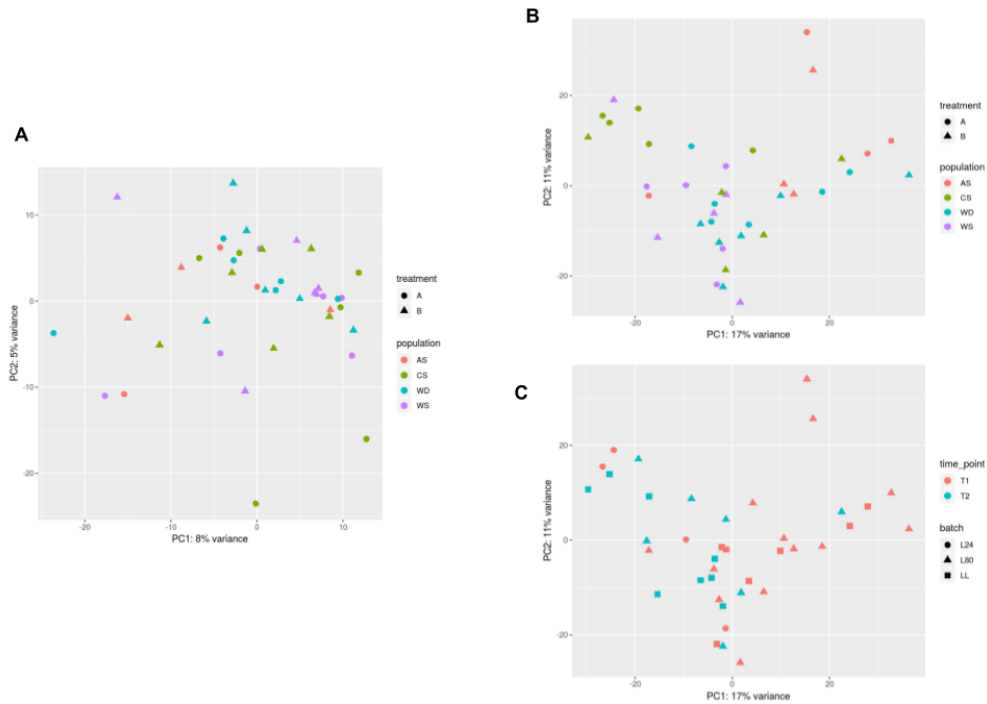 A
10
0
-10
-20
PC2: 5% variance
-20
-10
0
10
PC1: 8% variance
treatment
A
B
population
AS
CS
WD
WS
B
20
0
-20
PC2: 11% variance
-20
0
20
PC1: 17% variance
treatment
A
B
population
AS
CS
WD
WS
C
20
0
-20
PC2: 11% variance
-20
0
20
PC1: 17% variance
time_point
T1
T2
batch
L24
L80
LL